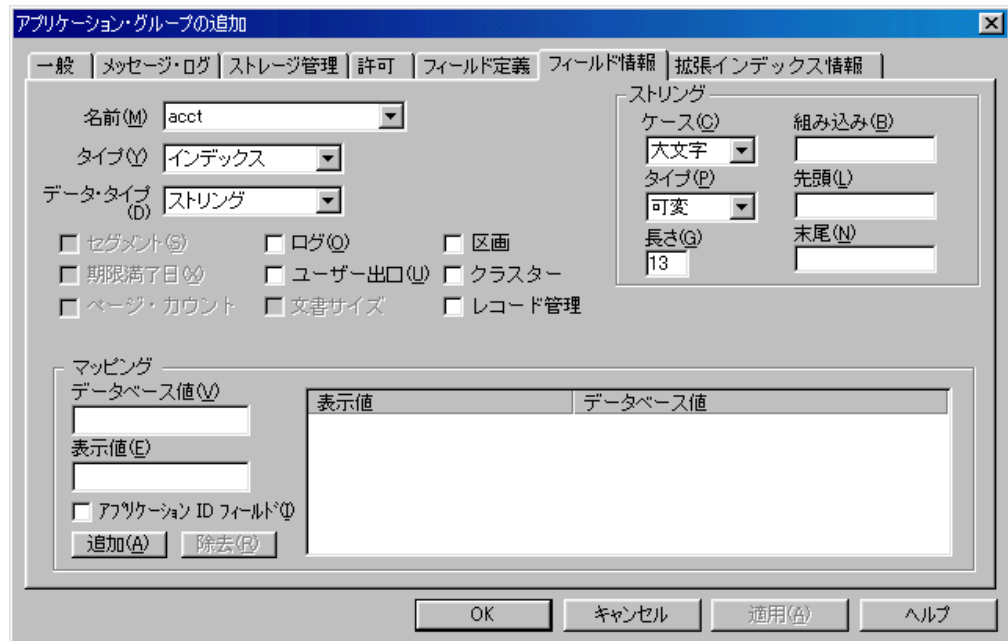 アプリケーション・グループの追加
一般 メッセージ・ログ ストレージ管理 許可 フィールド定義 フィールド情報 拡張インデックス情報
名前(M) acct
タイプ(Y) インデックス
データ・タイプ(D) ストリング
セグメント(S) ログ(O) 区画
期限満了日(X) ユーザー出口(U) クラスター
ページ・カウント 文書サイズ レコード管理
ストリング
ケース(C) 組み込み(B)
大文字
タイプ(P) 先頭(L)
可変
長さ(G) 末尾(N)
13
マッピング
データベース値(V)
表示値(E)
アプリケーション ID フィールド(I)
追加(A) 除去(R)
表示値 データベース値
OK キャンセル 適用(A) ヘルプ